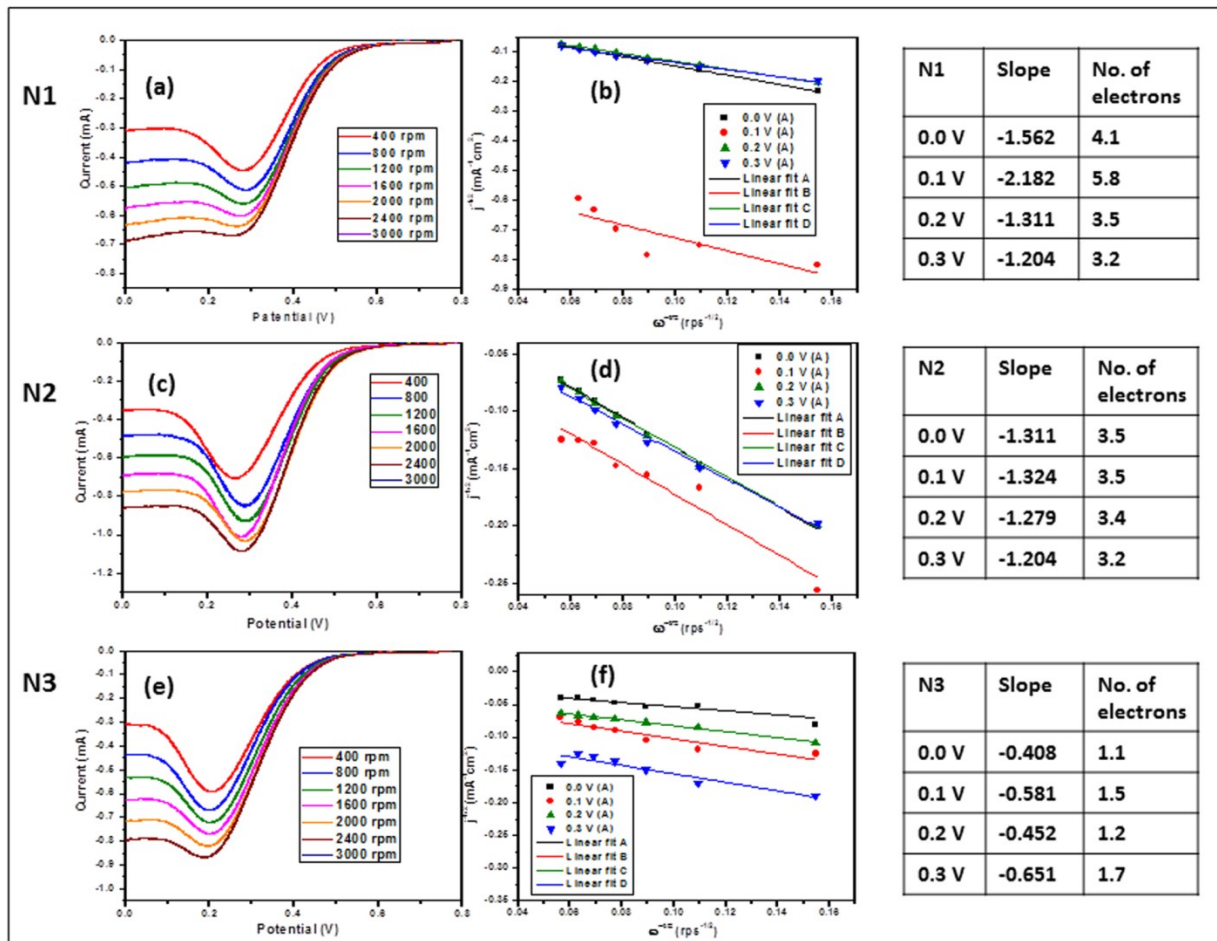 N1
(a)
Current (mA)
0.0
-0.1
-0.2
-0.3
-0.4
-0.5
-0.6
-0.7
-0.8
400 rpm
800 rpm
1200 rpm
1600 rpm
2000 rpm
2400 rpm
3000 rpm
0.0 0.2 0.4 0.6 0.8
Patential (V)
(b)
-0.1
-0.2
-0.3
-0.4
-0.5
-0.6
-0.7
-0.8
-0.9
0.0 V (A)
0.1 V (A)
0.2 V (A)
0.3 V (A)
Linear fit A
Linear fit B
Linear fit C
Linear fit D
0.04 0.06 0.08 0.10 0.12 0.14 0.16
N1 Slope No. of
electrons
0.0 V -1.562 4.1
0.1 V -2.182 5.8
0.2 V -1.311 3.5
0.3 V -1.204 3.2
N2
(c)
Current (mA)
0.0
-0.2
-0.4
-0.6
-0.8
-1.0
-1.2
400
800
1200
1600
2000
2400
3000
0.0 0.2 0.4 0.6 0.8
Potential (V)
(d)
-0.05
-0.10
-0.15
-0.20
-0.25
0.0 V (A)
0.1 V (A)
0.2 V (A)
0.3 V (A)
Linear fit A
Linear fit B
Linear fit C
Linear fit D
0.04 0.06 0.08 0.10 0.12 0.14 0.16
N2 Slope No. of
electrons
0.0 V -1.311 3.5
0.1 V -1.324 3.5
0.2 V -1.279 3.4
0.3 V -1.204 3.2
N3
(e)
Current (mA)
0.0
-0.1
-0.2
-0.3
-0.4
-0.5
-0.6
-0.7
-0.8
-0.9
-1.0
400 rpm
800 rpm
1200 rpm
1600 rpm
2000 rpm
2400 rpm
3000 rpm
0.0 0.2 0.4 0.6 0.8
Potential (V)
(f)
0.00
-0.05
-0.10
-0.15
-0.20
-0.25
-0.30
-0.35
0.0 V (A)
0.1 V (A)
0.2 V (A)
0.3 V (A)
Linear fit A
Linear fit B
Linear fit C
Linear fit D
0.04 0.06 0.08 0.10 0.12 0.14 0.16
N3 Slope No. of
electrons
0.0 V -0.408 1.1
0.1 V -0.581 1.5
0.2 V -0.452 1.2
0.3 V -0.651 1.7